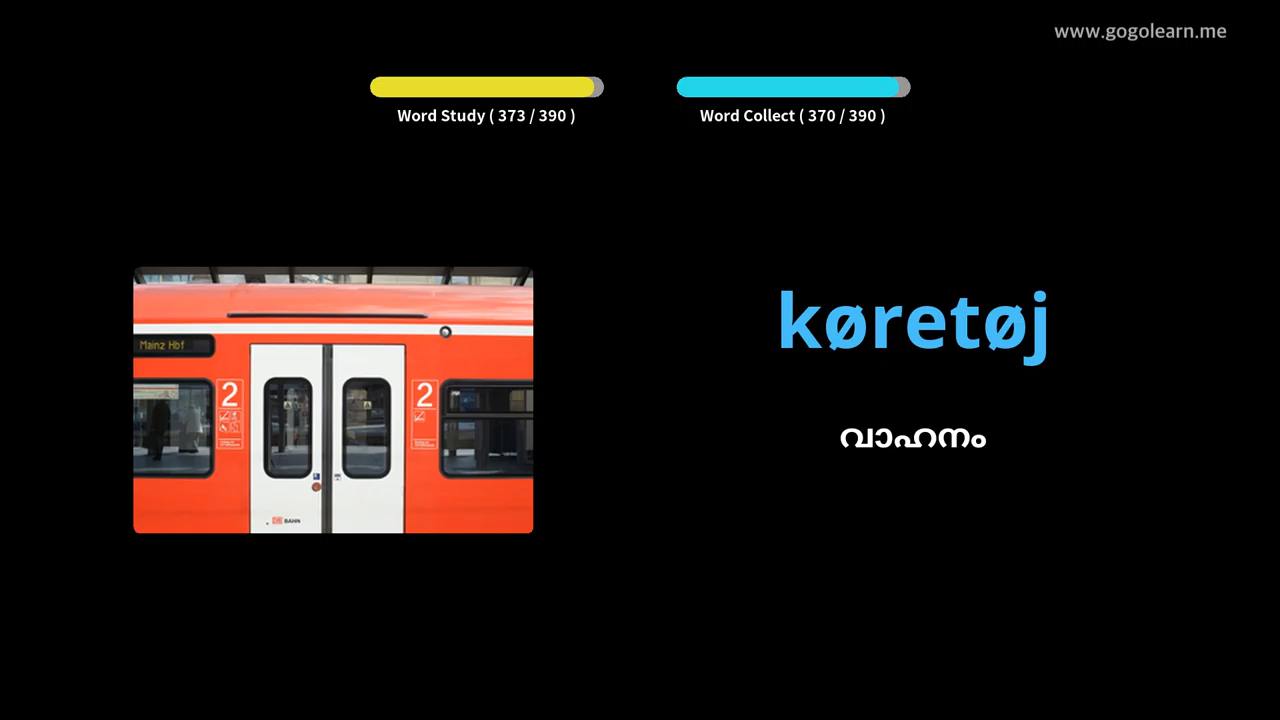 www.gogolearn.me
Word Study ( 373 / 390 )
Word Collect ( 370 / 390 )
køretøj
വാഹനം
Mainz Hbf
2
2
DB BAHN